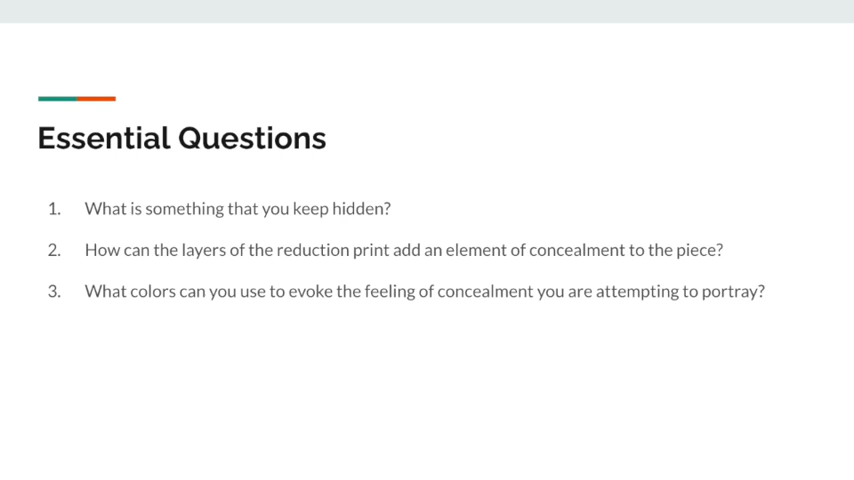 Essential Questions
1. What is something that you keep hidden?
2. How can the layers of the reduction print add an element of concealment to the piece?
3. What colors can you use to evoke the feeling of concealment you are attempting to portray?